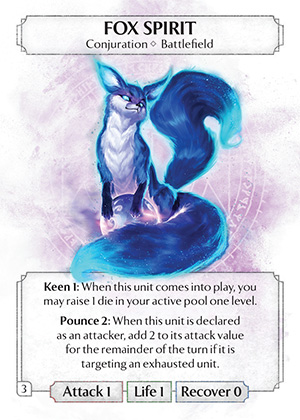 FOX SPIRIT
Conjuration ◇ Battlefield
Keen 1: When this unit comes into play, you
may raise 1 die in your active pool one level.
Pounce 2: When this unit is declared
as an attacker, add 2 to its attack value
for the remainder of the turn if it is
targeting an exhausted unit.
3
Attack 1 Life 1 Recover 0